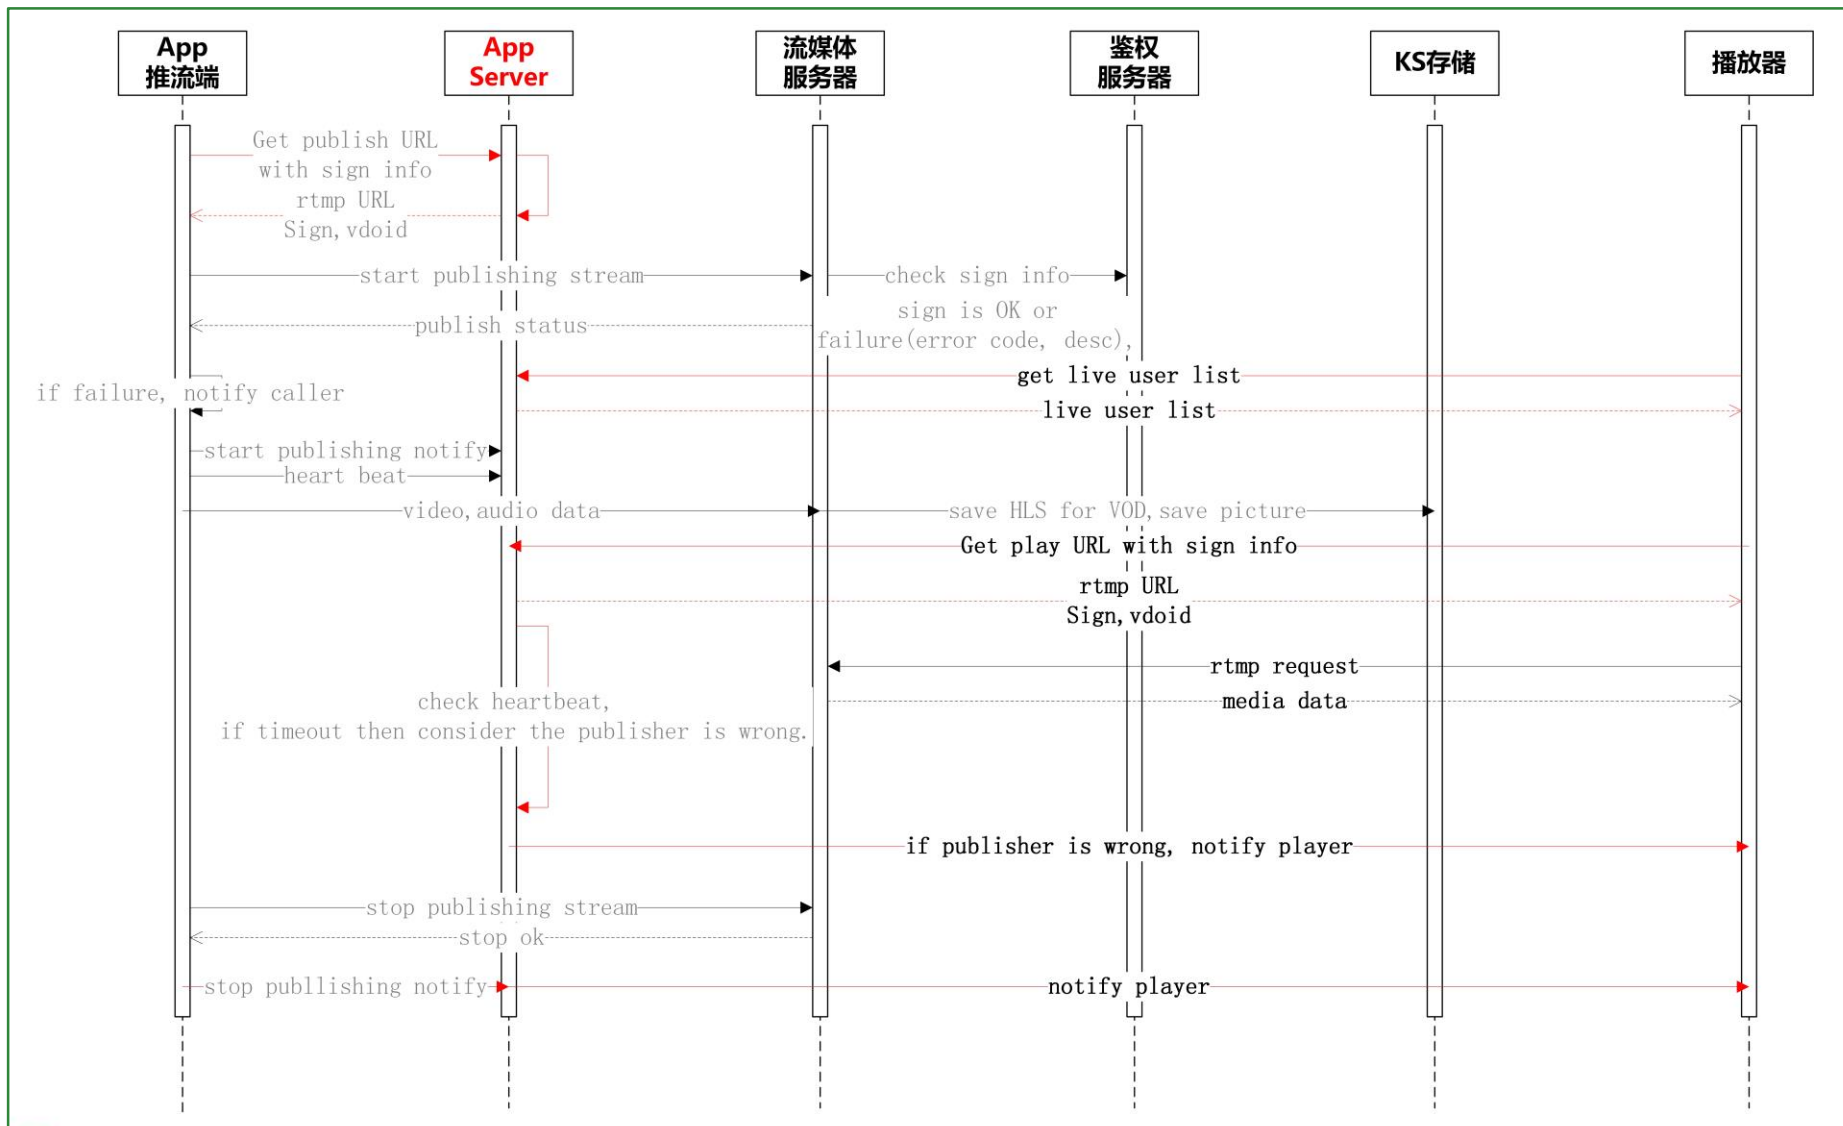 App
推流端
App
Server
流媒体
服务器
鉴权
服务器
KS存储
播放器
Get publish URL
with sign info
rtmp URL
Sign,vdoid
start publishing stream
check sign info
sign is OK or
failure(error code, desc),
publish status
get live user list
if failure, notify caller
live user list
start publishing notify
heart beat
video,audio data
save HLS for VOD,save picture
Get play URL with sign info
rtmp URL
Sign,vdoid
rtmp request
media data
check heartbeat,
if timeout then consider the publisher is wrong.
if publisher is wrong, notify player
stop publishing stream
stop ok
stop publlishing notify
notify player